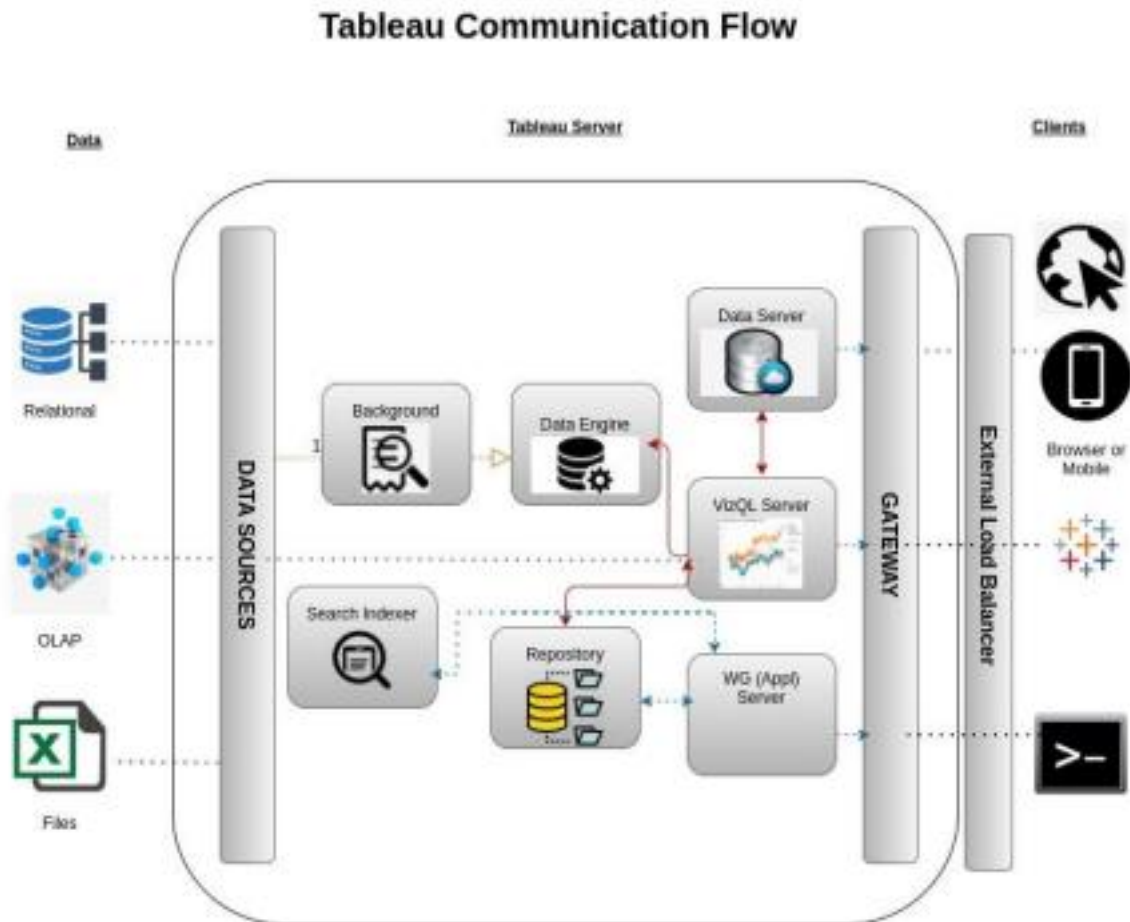 Tableau Communication Flow
Data
Tableau Server
Clients
Relational
OLAP
Files
DATA SOURCES
1
Background
Data Engine
Data Server
VizQL Server
Search Indexer
Repository
WG (Appl)
Server
GATEWAY
External Load Balancer
Browser or
Mobile
X
>-